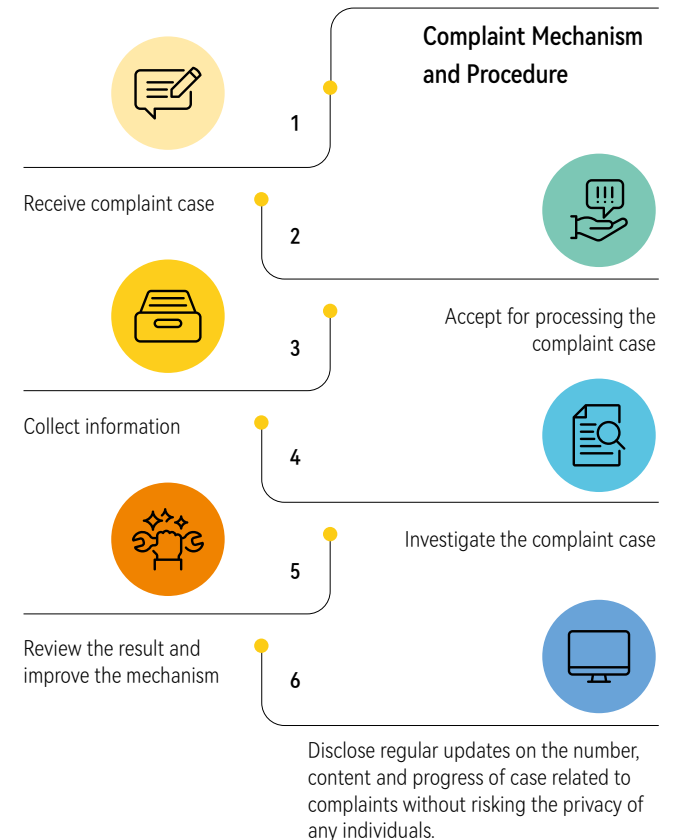 Complaint Mechanism
and Procedure
1
Receive complaint case
2
Accept for processing the
complaint case
3
Collect information
4
Investigate the complaint case
5
Review the result and
improve the mechanism
6
Disclose regular updates on the number,
content and progress of case related to
complaints without risking the privacy of
any individuals.